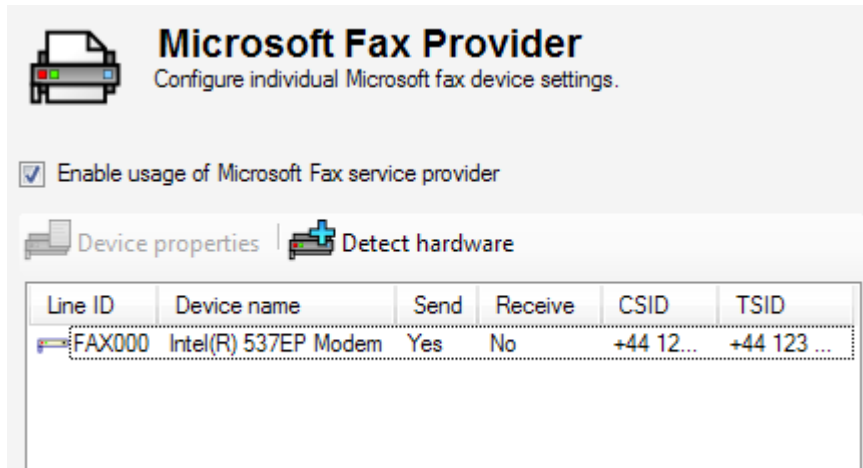 Microsoft Fax Provider
Configure individual Microsoft fax device settings.
Enable usage of Microsoft Fax service provider
Device properties Detect hardware
Line ID Device name Send Receive CSID TSID
FAX000 Intel(R) 537EP Modem Yes No +44 12... +44 123 ...